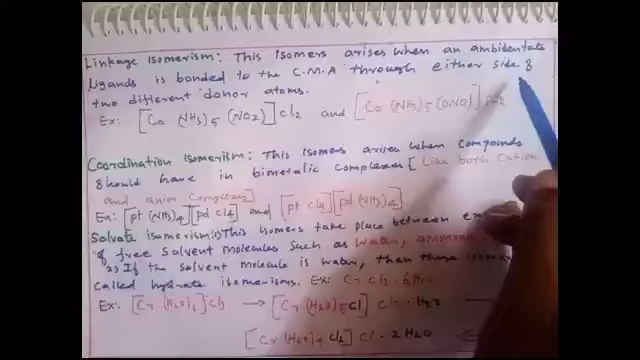 Linkage isomerism: This isomers arises when an ambidentate
ligands is bonded to the C.M.A through either side of
two different donor atoms.
Ex: [Co (NH3)5 (NO2)] Cl2 and [Co (NH3)5 (ONO)]
Coordination isomerism: This isomers arises when compounds
should have in bimetalic complexes [Like both Cation
and anion Complexes]
Ex: [pt (NH3)4] [pd Cl4] and [pt Cl4] [pd (NH3)4]
Solvate isomerism: 1) This isomers take place between
of free solvent molecules such as water,
2) If the solvent molecule is water, then these
called hydrate isomerisms. Ex: Cr Cl3 · 6H2
Ex: [Cr (H2O)6] Cl3 → [Cr (H2O)5 Cl] Cl2 · H2O
[Cr (H2O)4 Cl2] Cl · 2H2O